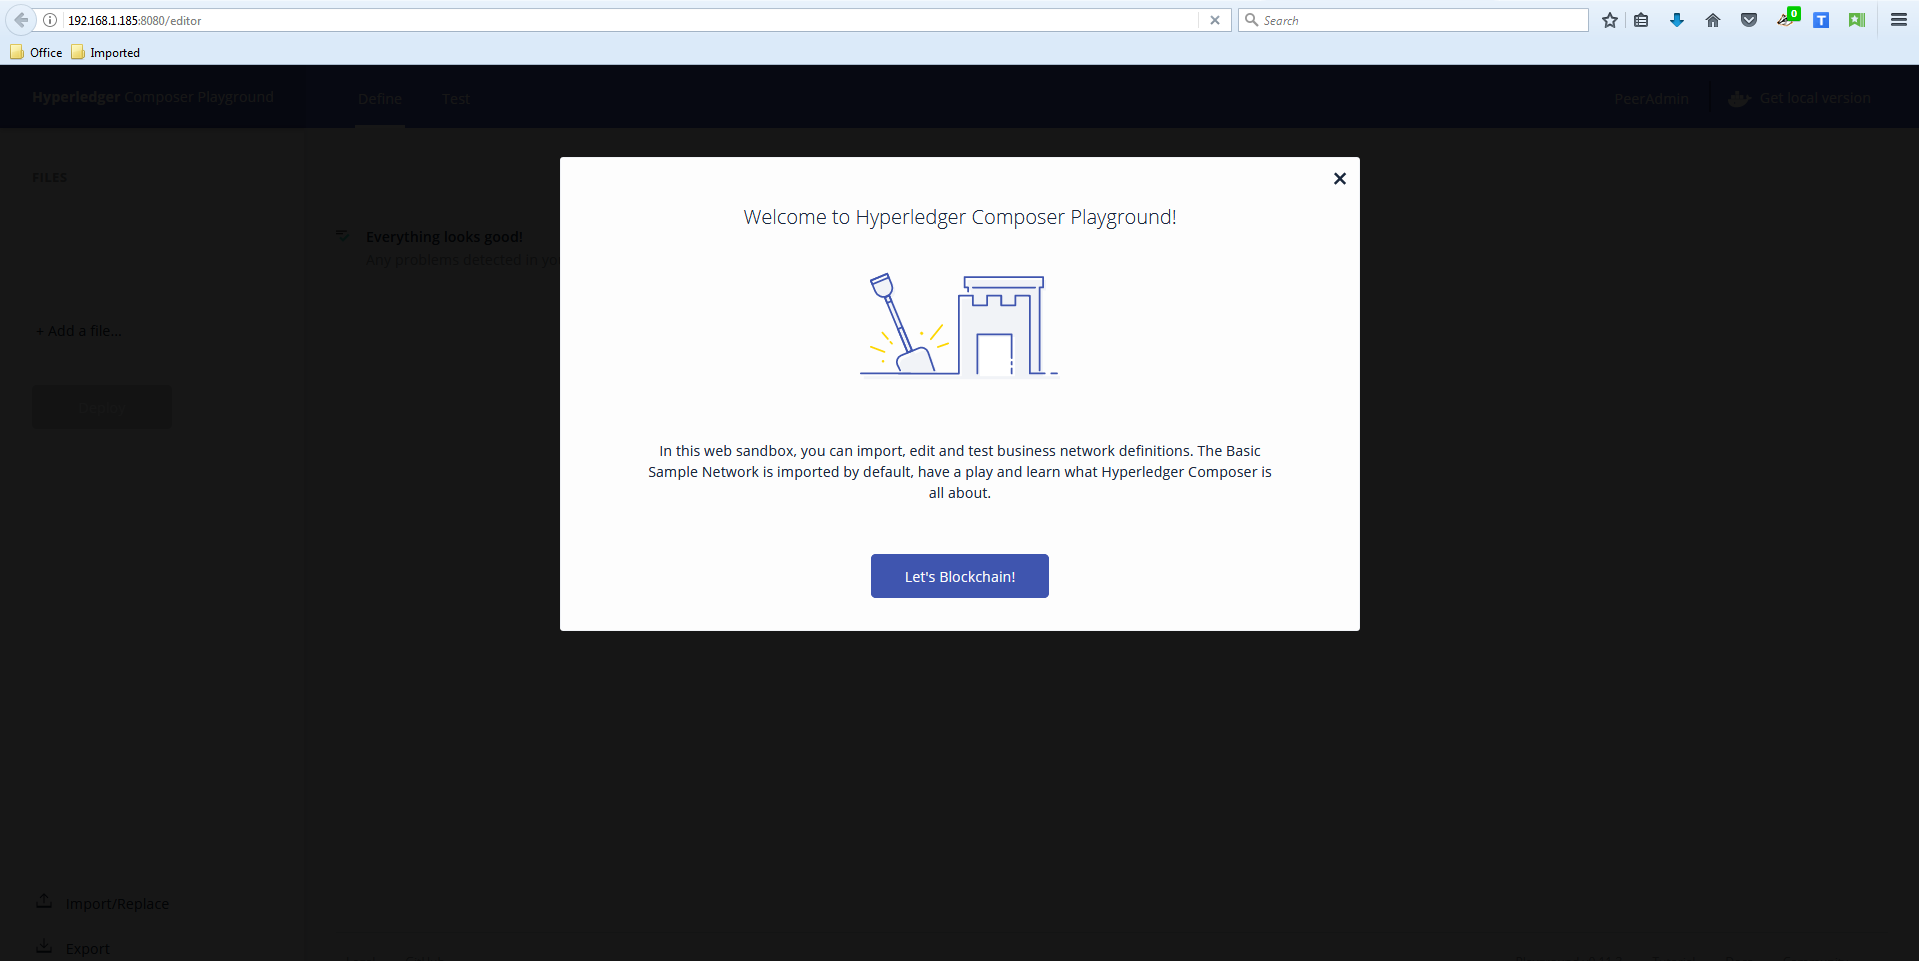 192.168.1.185:8080/editor
Search
0
T
Office
Imported
Hyperledger Composer Playground
Define
Test
PeerAdmin
Get local version
FILES
Everything looks good!
Any problems detected in yo
+ Add a file...
Deploy
Welcome to Hyperledger Composer Playground!
In this web sandbox, you can import, edit and test business network definitions. The Basic
Sample Network is imported by default, have a play and learn what Hyperledger Composer is
all about.
Let's Blockchain!
Import/Replace
Export